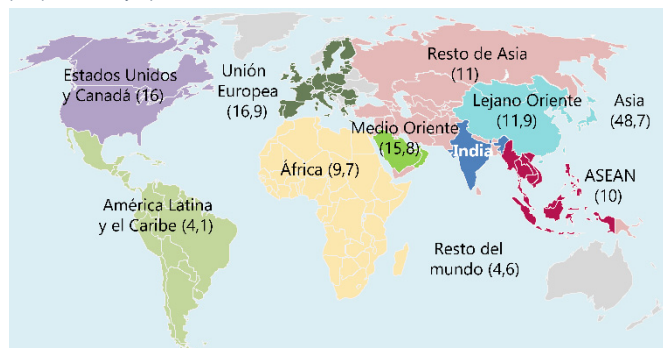 Estados Unidos
y Canadá (16)
Unión
Europea
(16,9)
Resto de Asia
(11)
Lejano Oriente
(11,9)
Asia
(48,7)
Medio Oriente
(15,8)
India
África (9,7)
ASEAN
(10)
América Latina
y el Caribe (4,1)
Resto del
mundo (4,6)